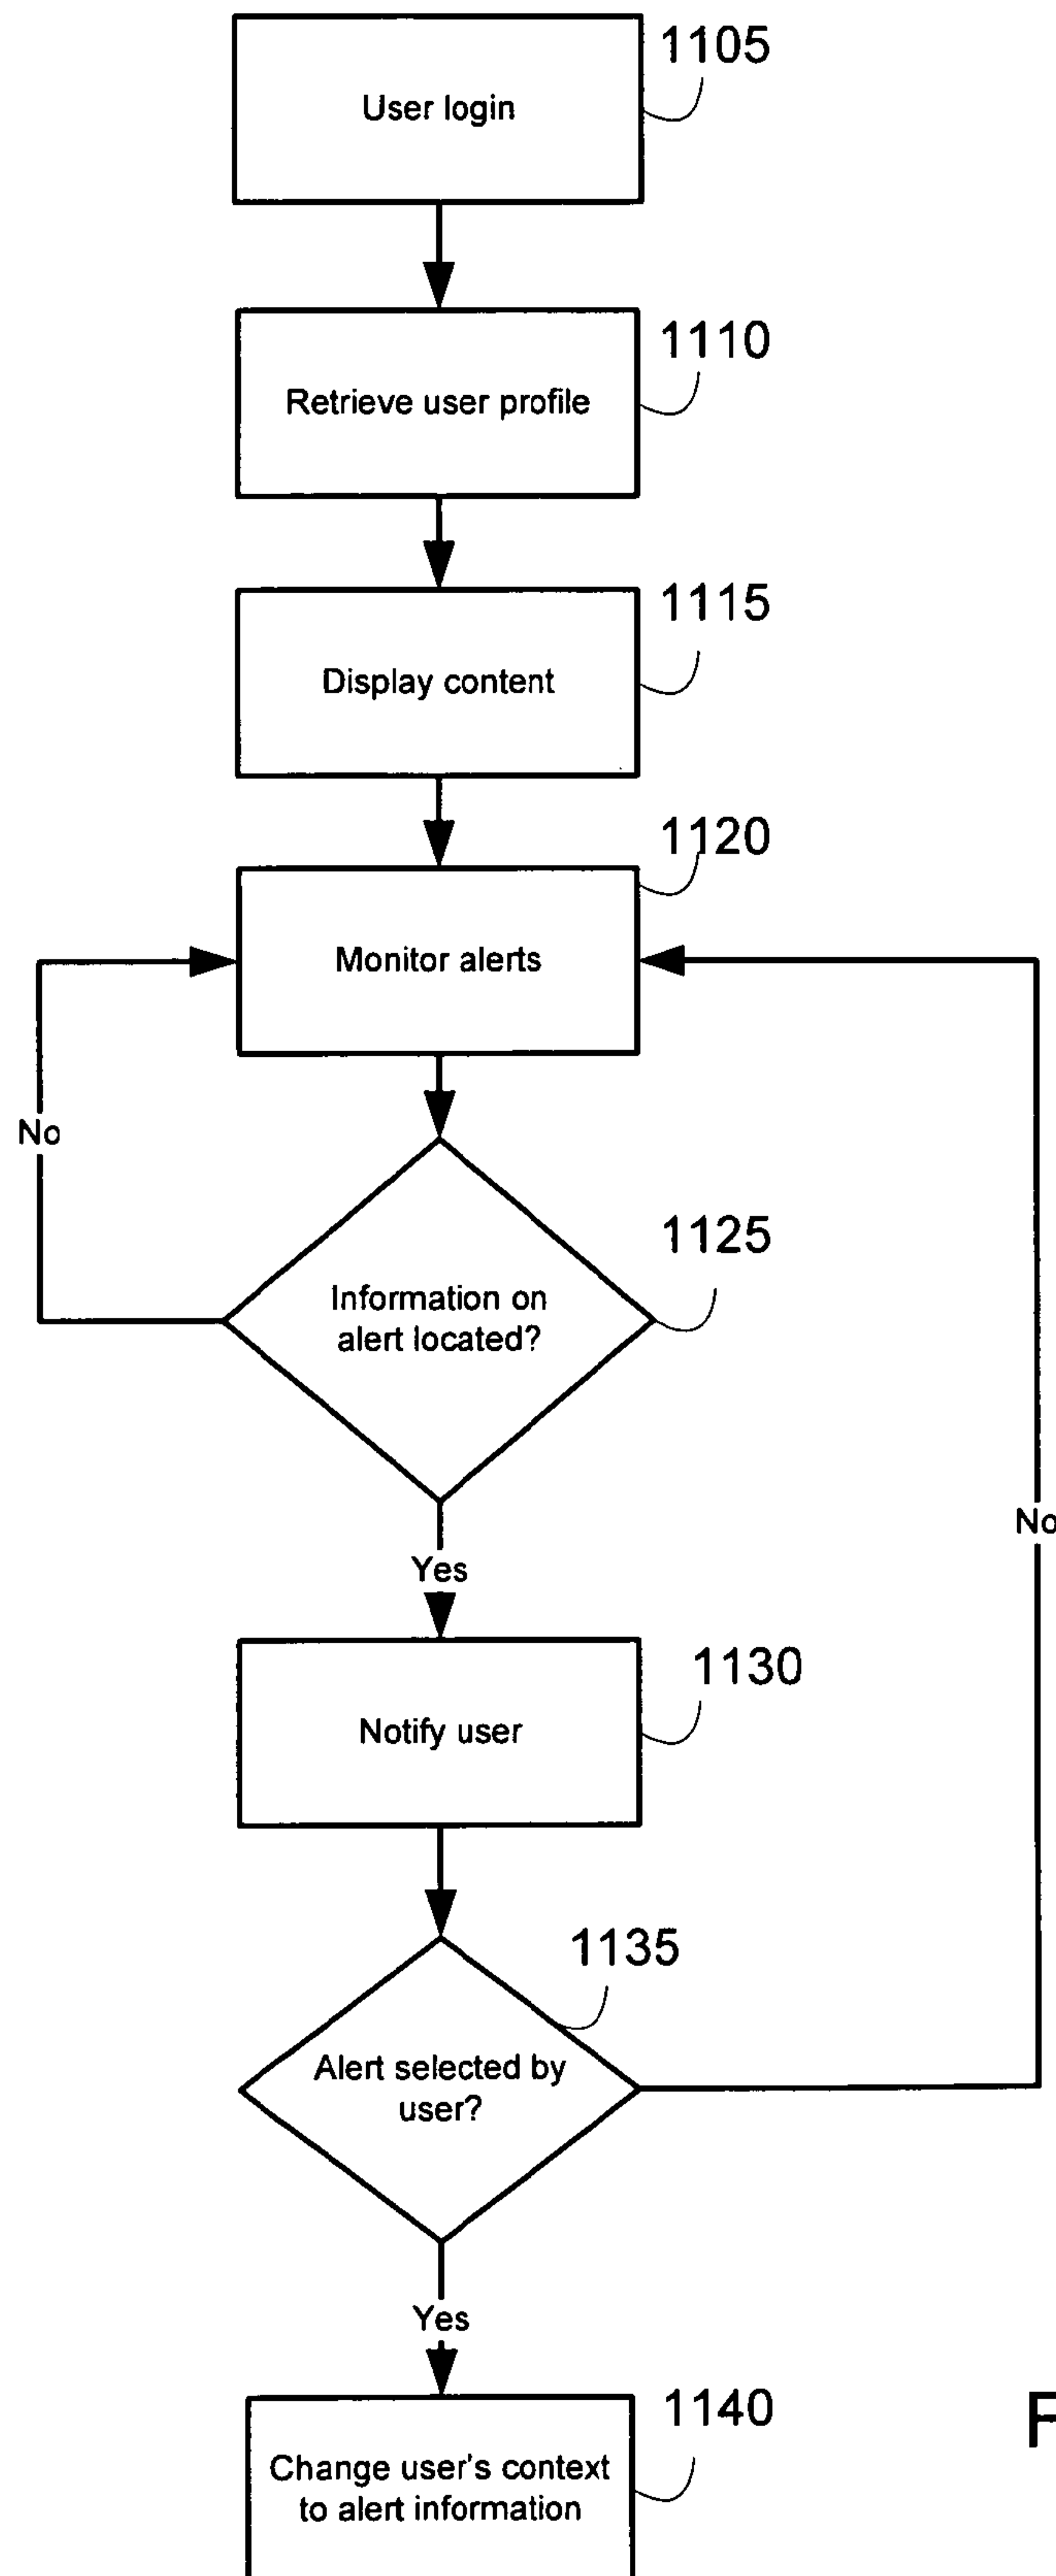 1105
User login
1110
Retrieve user profile
1115
Display content
1120
Monitor alerts
No
1125
Information on
alert located?
No
Yes
1130
Notify user
1135
Alert selected by
user?
Yes
1140
Change user's context
to alert information